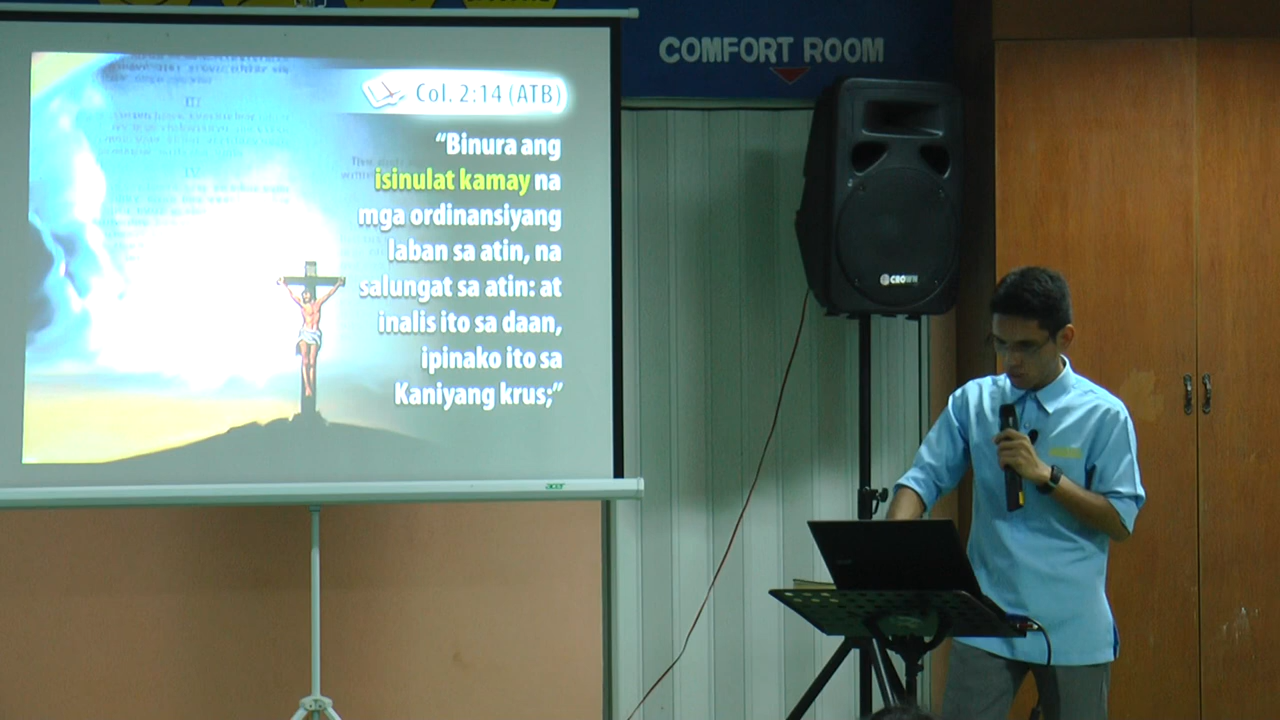 COMFORT ROOM
Col. 2:14 (ATB)
“Binura ang
isinulat kamay na
mga ordinansiyang
laban sa atin, na
salungat sa atin: at
inalis ito sa daan,
ipinako ito sa
Kaniyang krus;”
CROWN
acer